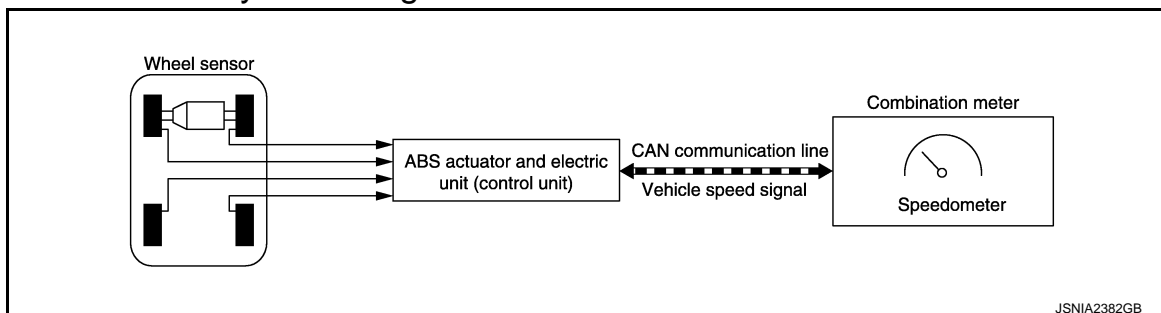 Wheel sensor
ABS actuator and electric
unit (control unit)
CAN communication line
Vehicle speed signal
Combination meter
Speedometer
JSNIA2382GB